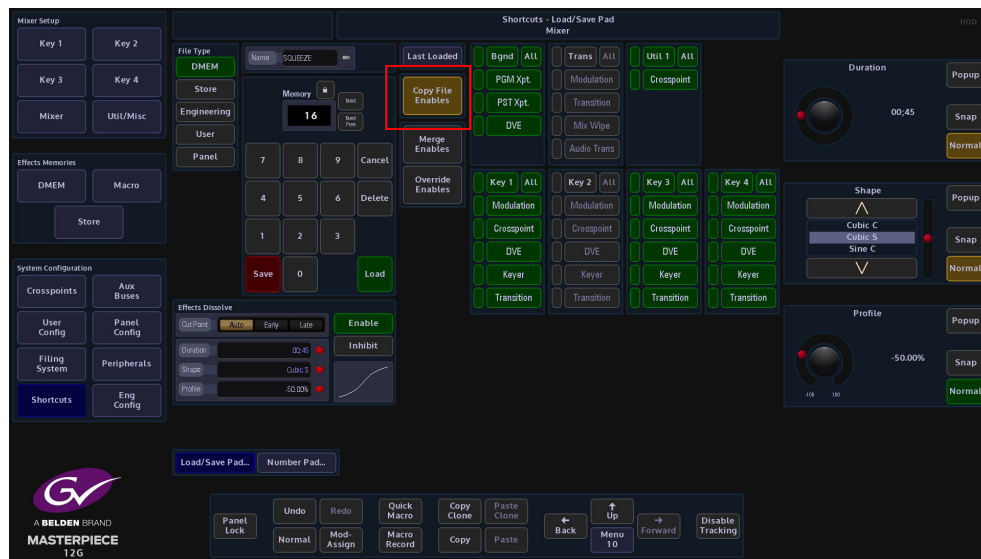 Mixer Setup
Key 1
Key 2
Key 3
Key 4
Mixer
Util/Misc
Effects Memories
DMEM
Macro
Store
System Configuration
Crosspoints
Aux
Buses
User
Config
Panel
Config
Filing
System
Peripherals
Shortcuts
Eng
Config
A BELDEN BRAND
MASTERPIECE
12G
Shortcuts - Load/Save Pad
Mixer
HDD
File Type
DMEM
Store
Engineering
User
Panel
Name
SQUEEZE
Memory
16
Next
Next
Free
7
8
9
Cancel
4
5
6
Delete
1
2
3
Save
0
Load
Last Loaded
Copy File
Enables
Merge
Enables
Override
Enables
Bgnd
All
PGM Xpt.
PST Xpt.
DVE
Trans
All
Modulation
Transition
Mix Wipe
Audio Trans
Util 1
All
Crosspoint
Key 1
All
Modulation
Crosspoint
DVE
Keyer
Transition
Key 2
All
Modulation
Crosspoint
DVE
Keyer
Transition
Key 3
All
Modulation
Crosspoint
DVE
Keyer
Transition
Key 4
All
Modulation
Crosspoint
DVE
Keyer
Transition
Effects Dissolve
Cut Point
Auto
Early
Late
Duration
00;45
Shape
Cubic S
Profile
-50.00%
Enable
Inhibit
Duration
00;45
Popup
Snap
Normal
Shape
Cubic C
Cubic S
Sine C
Popup
Snap
Normal
Profile
-50.00%
-100
100
Popup
Snap
Normal
Load/Save Pad...
Number Pad...
Panel
Lock
Undo
Redo
Normal
Mod-
Assign
Quick
Macro
Macro
Record
Copy
Clone
Paste
Clone
Copy
Paste
Back
Up
Menu
10
Forward
Disable
Tracking